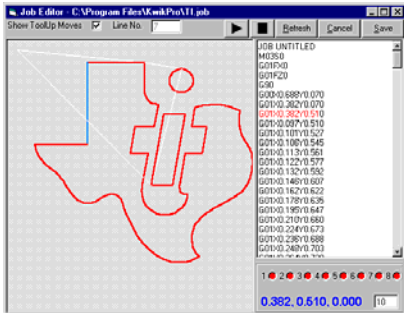 Job Editor - C:\Program Files\KwikPro\T1.job
Show ToolUp Moves Line No. 7 Refresh Cancel Save
JOB UNTITLED
M03S0
G01FX0
G01FZ0
G90
G00X0.688Y0.070
G01X0.382Y0.070
G01X0.382Y0.510
G01X0.097Y0.510
G01X0.101Y0.527
G01X0.106Y0.545
G01X0.113Y0.561
G01X0.122Y0.577
G01X0.132Y0.592
G01X0.146Y0.607
G01X0.162Y0.622
G01X0.178Y0.635
G01X0.195Y0.647
G01X0.210Y0.660
G01X0.224Y0.673
G01X0.236Y0.688
G01X0.248Y0.703
1 2 3 4 5 6 7 8
0.382, 0.510, 0.000 10